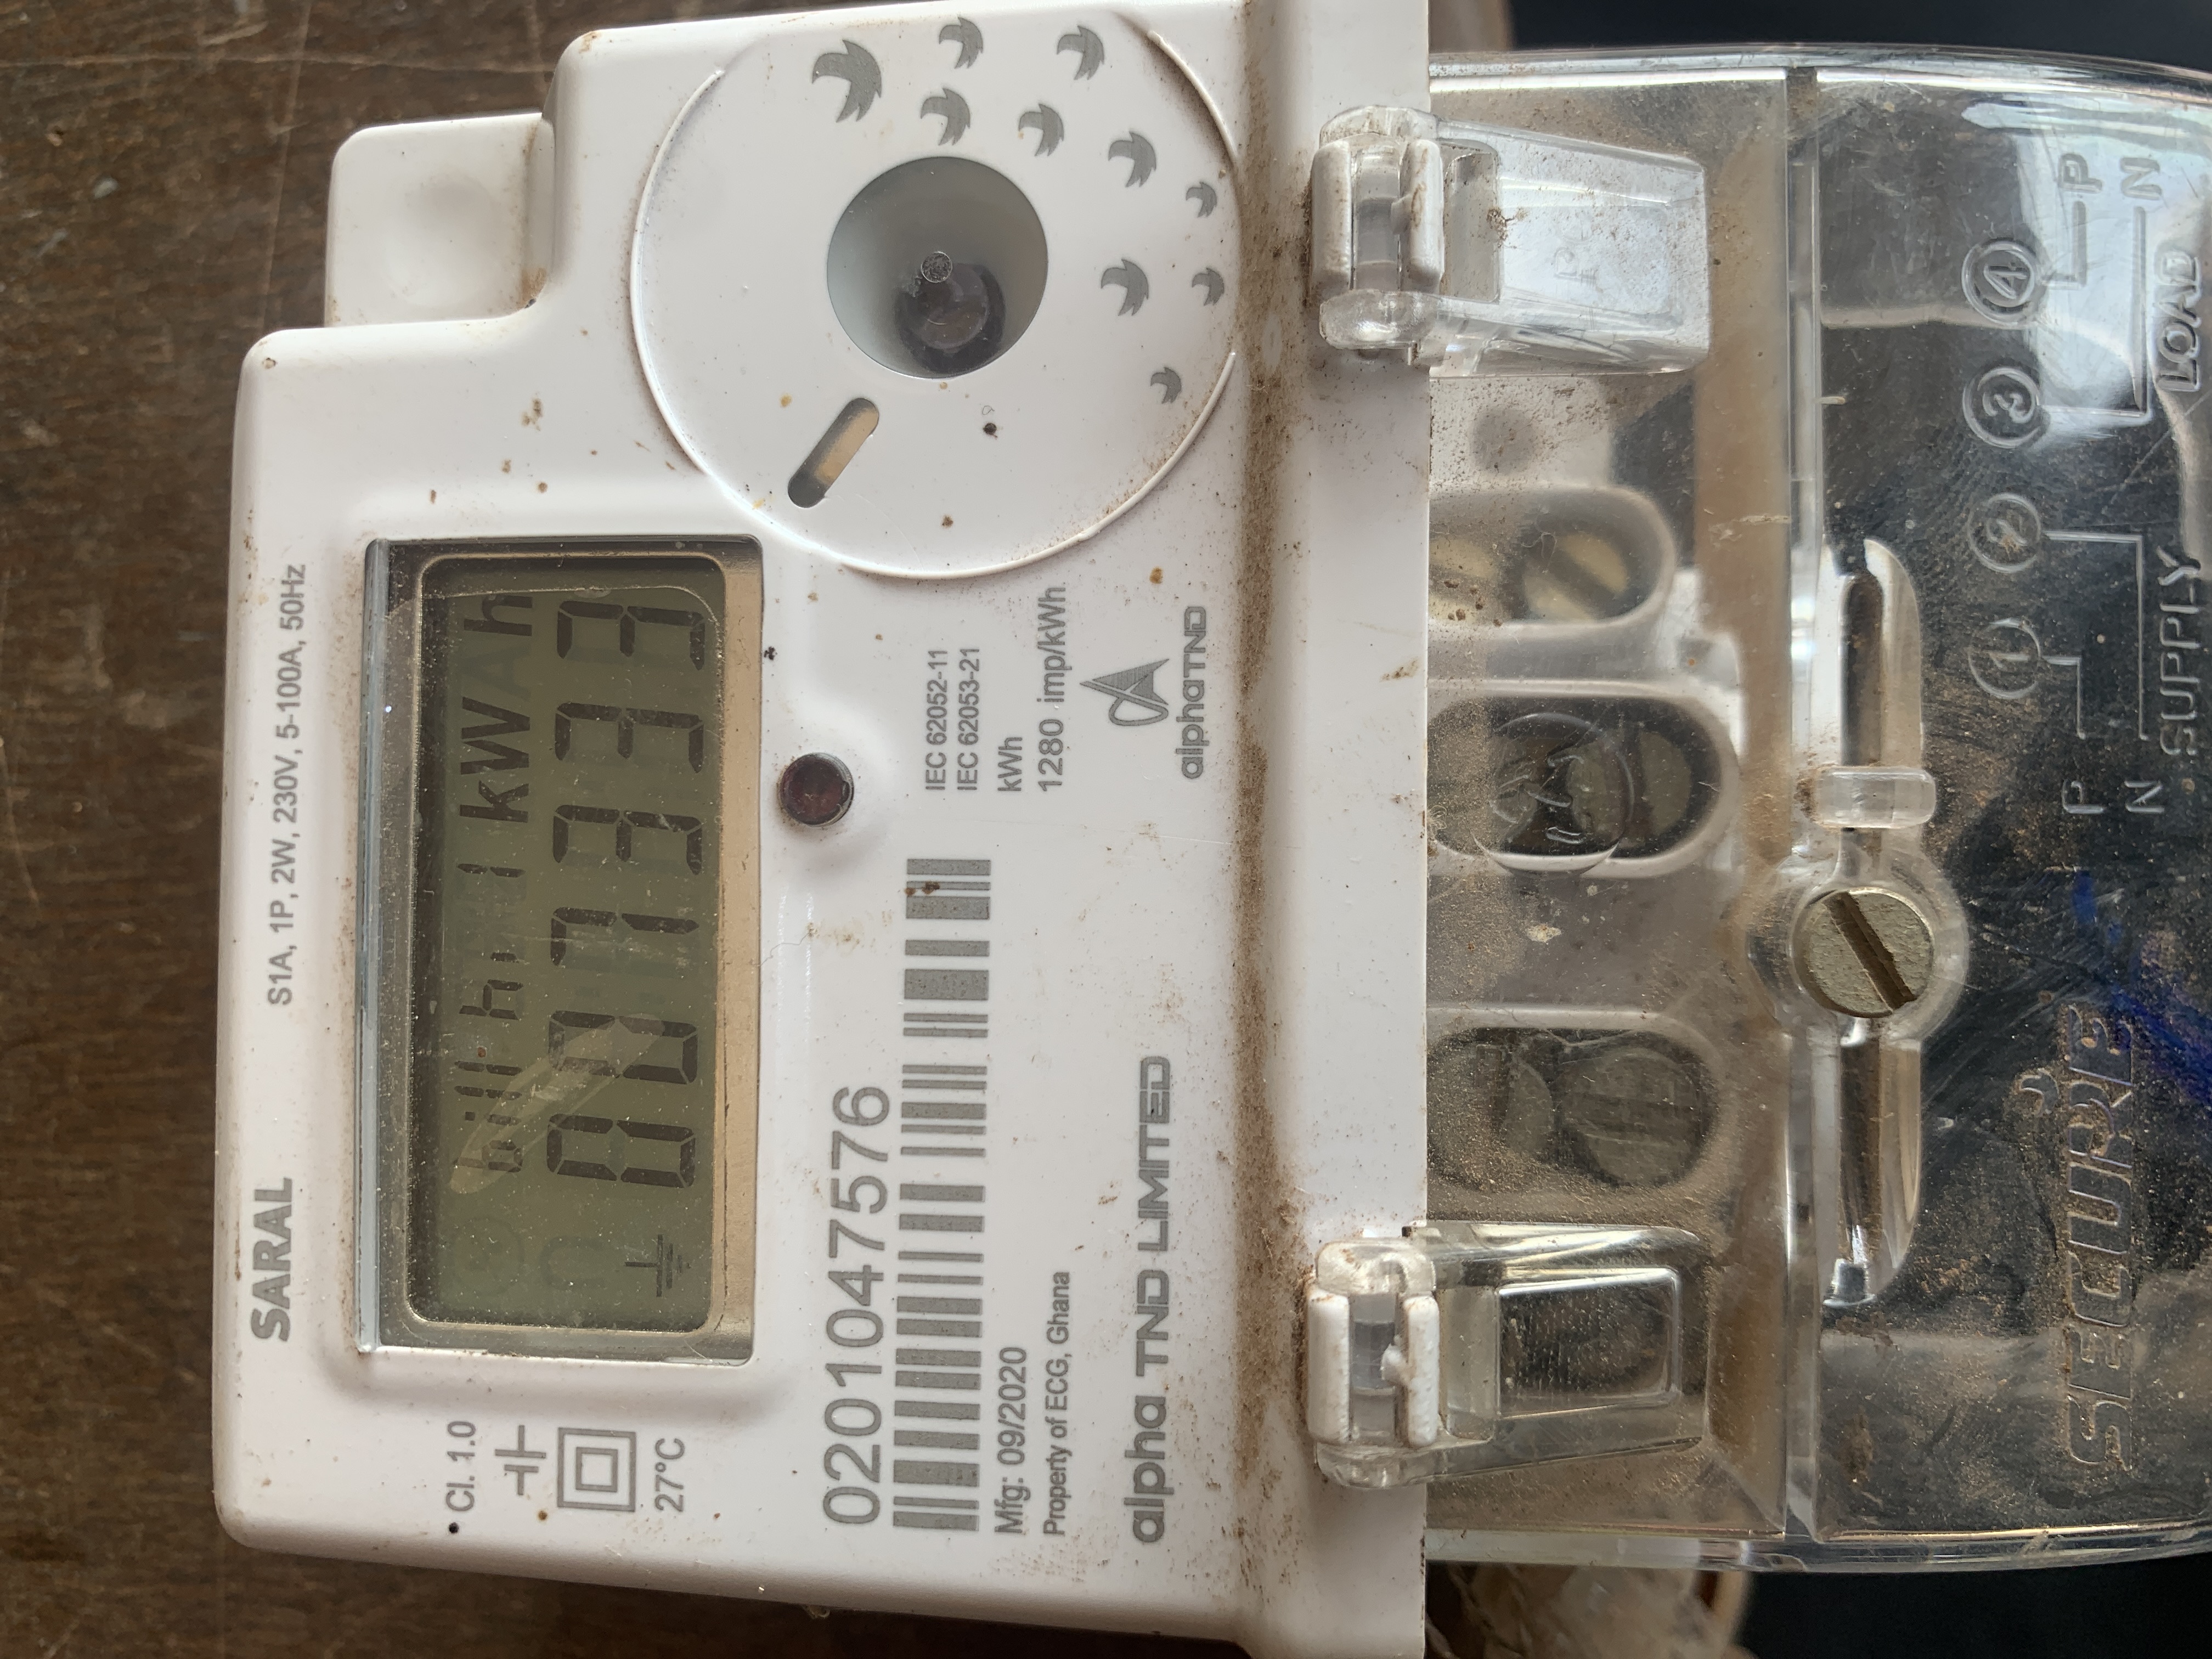 SARAL
S1A, 1P, 2W, 230V, 5-100A, 50Hz
Cl. 1.0
27°C
bill hi 1 kWh
007333
0201047576
Mfg: 09/2020
Property of ECG, Ghana
alpha TND LIMITED
IEC 62052-11
IEC 62053-21
kWh
1280 imp/kWh
alphaTND
1 2 3 4
P P
N N
SUPPLY LOAD
SECURE